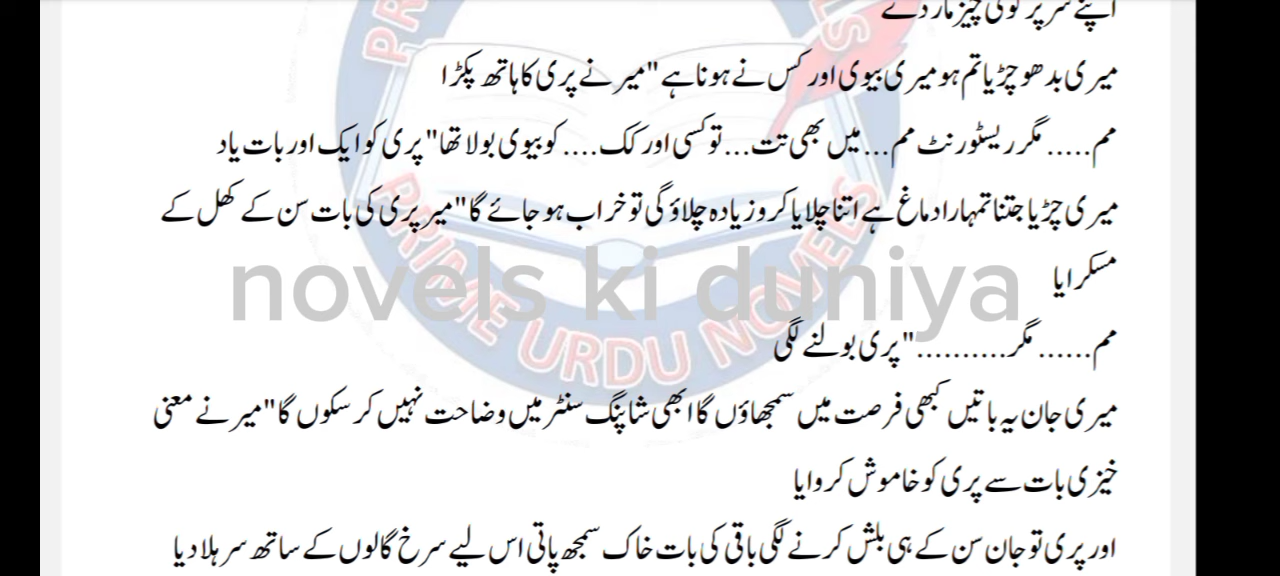 اپنے سر پر کوئی چیز مار دے
میری بدھو چڑیا تم ہو میری بیوی اور کس نے ہونا ہے" میر نے پری کا ہاتھ پکڑا
مم..... مگر ریسٹورنٹ مم... میں بھی تت... تو کسی اور کک.... کو بیوی بولا تھا" پری کو ایک اور بات یاد
میری چڑیا جتنا تمہارا دماغ ہے اتنا چلایا کرو زیادہ چلاؤ گی تو خراب ہو جائے گا" میر پری کی بات سن کے کھل کے
مسکرایا
novels ki duniya
مم...... مگر.........." پری بولنے لگی
میری جان یہ باتیں کبھی فرصت میں سمجھاؤں گا ابھی شاپنگ سنٹر میں وضاحت نہیں کر سکوں گا" میر نے معنی
خیزی بات سے پری کو خاموش کروایا
اور پری تو جان سن کے ہی بلش کرنے لگی باقی کی بات خاک سمجھ پاتی اس لیے سرخ گالوں کے ساتھ سر ہلا دیا
PRIME URDU NOVELS